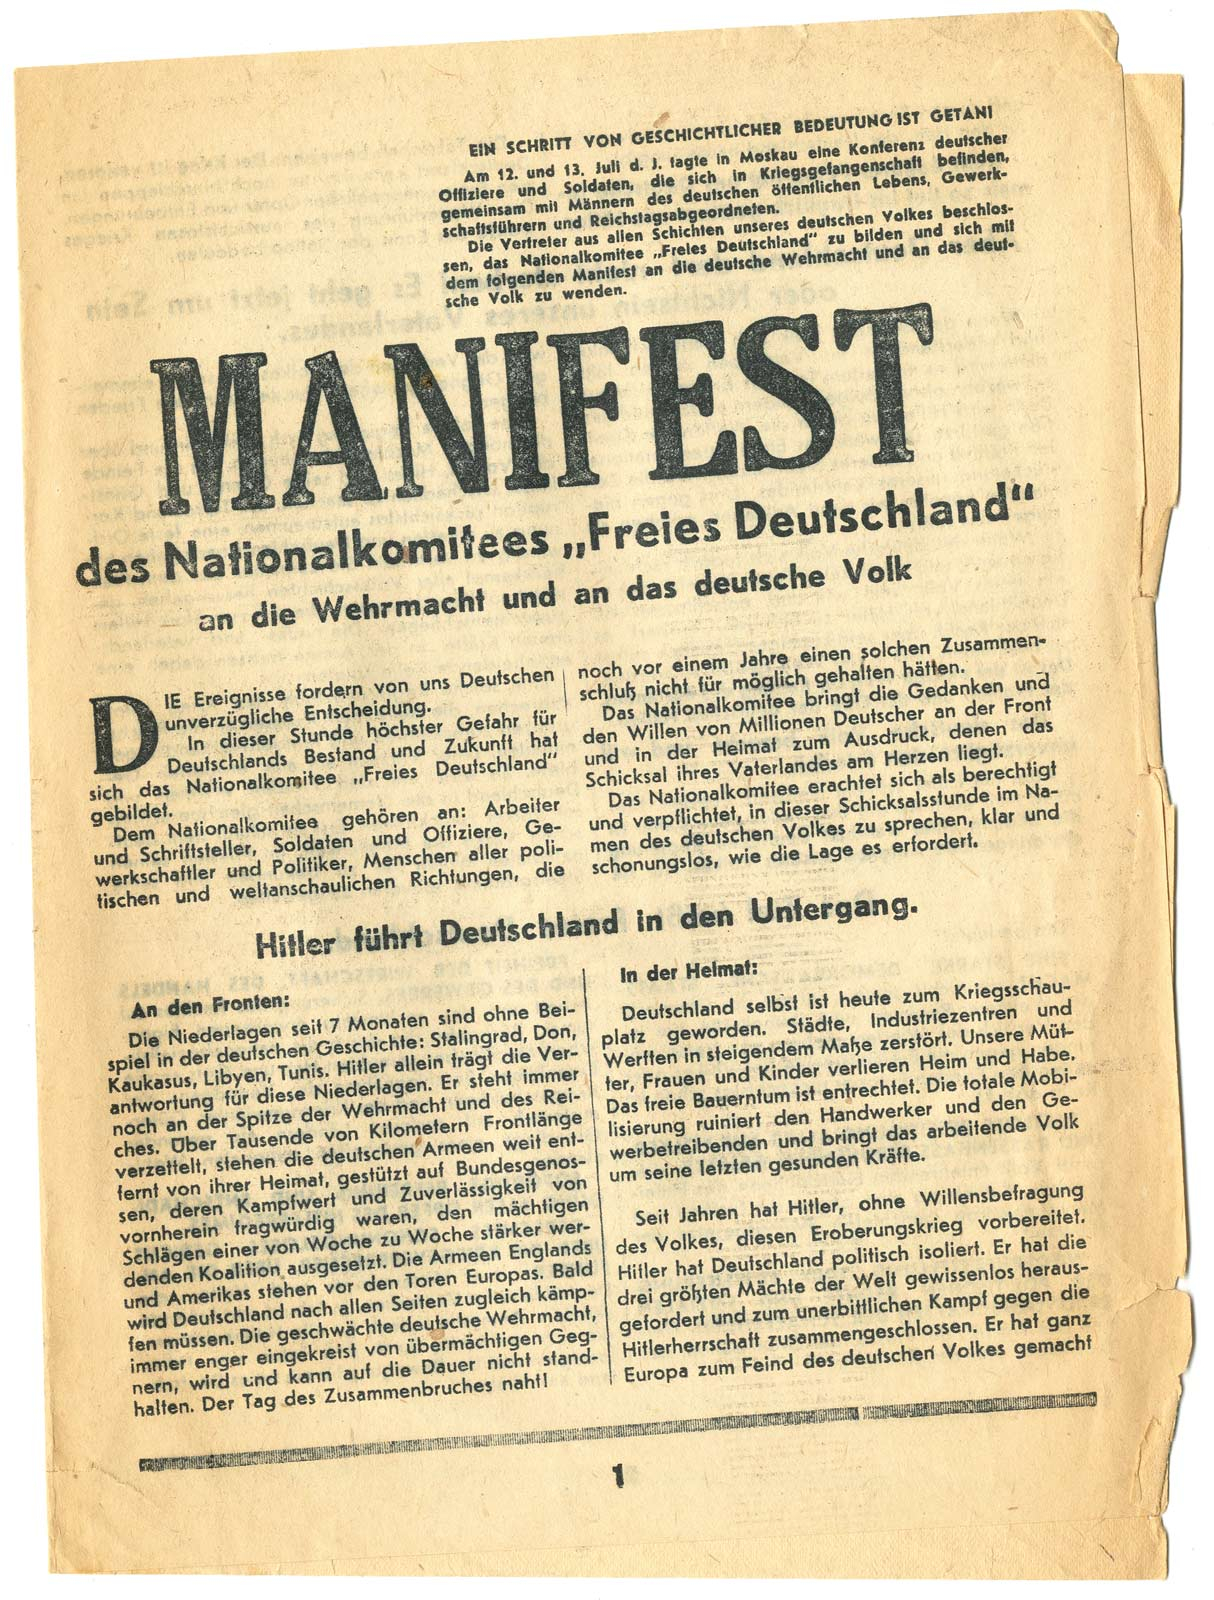 EIN SCHRITT VON GESCHICHTLICHER BEDEUTUNG IST GETAN!
Am 12. und 13. Juli d. J. tagte in Moskau eine Konferenz deutscher
Offiziere und Soldaten, die sich in Kriegsgefangenschaft befinden,
gemeinsam mit Männern des deutschen öffentlichen Lebens, Gewerk-
schaftsführern und Reichstagsabgeordneten.
Die Vertreter aus allen Schichten unseres deutschen Volkes beschlos-
sen, das Nationalkomitee „Freies Deutschland“ zu bilden und sich mit
dem folgenden Manifest an die deutsche Wehrmacht und an das deut-
sche Volk zu wenden.
MANIFEST
des Nationalkomitees „Freies Deutschland“
an die Wehrmacht und an das deutsche Volk
DIE Ereignisse fordern von uns Deutschen
unverzügliche Entscheidung.
In dieser Stunde höchster Gefahr für
Deutschlands Bestand und Zukunft hat
sich das Nationalkomitee „Freies Deutschland“
gebildet.
Dem Nationalkomitee gehören an: Arbeiter
und Schriftsteller, Soldaten und Offiziere, Ge-
werkschaftler und Politiker, Menschen aller poli-
tischen und weltanschaulichen Richtungen, die
noch vor einem Jahre einen solchen Zusammen-
schluß nicht für möglich gehalten hätten.
Das Nationalkomitee bringt die Gedanken und
den Willen von Millionen Deutscher an der Front
und in der Heimat zum Ausdruck, denen das
Schicksal ihres Vaterlandes am Herzen liegt.
Das Nationalkomitee erachtet sich als berechtigt
und verpflichtet, in dieser Schicksalsstunde im Na-
men des deutschen Volkes zu sprechen, klar und
schonungslos, wie die Lage es erfordert.
Hitler führt Deutschland in den Untergang.
An den Fronten:
Die Niederlagen seit 7 Monaten sind ohne Bei-
spiel in der deutschen Geschichte: Stalingrad, Don,
Kaukasus, Libyen, Tunis. Hitler allein trägt die Ver-
antwortung für diese Niederlagen. Er steht immer
noch an der Spitze der Wehrmacht und des Rei-
ches. Über Tausende von Kilometern Frontlänge
verzettelt, stehen die deutschen Armeen weit ent-
fernt von ihrer Heimat, gestützt auf Bundesgenos-
sen, deren Kampfwert und Zuverlässigkeit von
vornherein fragwürdig waren, den mächtigen
Schlägen einer von Woche zu Woche stärker wer-
denden Koalition ausgesetzt. Die Armeen Englands
und Amerikas stehen vor den Toren Europas. Bald
wird Deutschland nach allen Seiten zugleich kämp-
fen müssen. Die geschwächte deutsche Wehrmacht,
immer enger eingekreist von übermächtigen Geg-
nern, wird und kann auf die Dauer nicht stand-
halten. Der Tag des Zusammenbruches naht!
In der Heimat:
Deutschland selbst ist heute zum Kriegsschau-
platz geworden. Städte, Industriezentren und
Werften in steigendem Maße zerstört. Unsere Müt-
ter, Frauen und Kinder verlieren Heim und Habe.
Das freie Bauerntum ist entrechtet. Die totale Mobi-
lisierung ruiniert den Handwerker und den Ge-
werbetreibenden und bringt das arbeitende Volk
um seine letzten gesunden Kräfte.
Seit Jahren hat Hitler, ohne Willensbefragung
des Volkes, diesen Eroberungskrieg vorbereitet.
Hitler hat Deutschland politisch isoliert. Er hat die
drei größten Mächte der Welt gewissenlos heraus-
gefordert und zum unerbittlichen Kampf gegen die
Hitlerherrschaft zusammengeschlossen. Er hat ganz
Europa zum Feind des deutschen Volkes gemacht
1